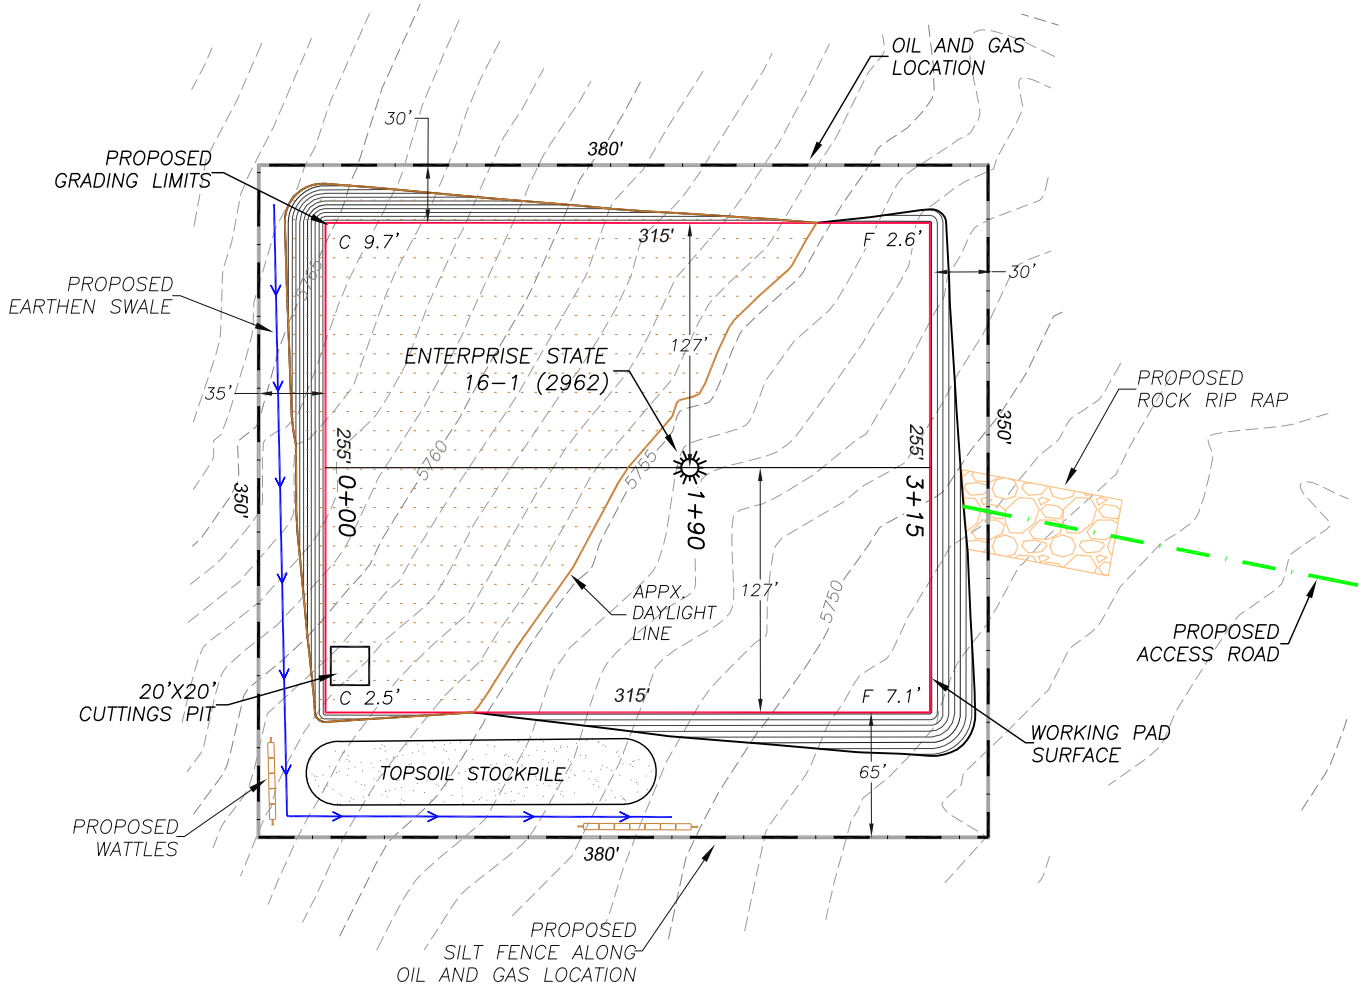 OIL AND GAS
LOCATION
30'
380'
PROPOSED
GRADING LIMITS
C 9.7'
315'
F 2.6'
5765
30'
PROPOSED
EARTHEN SWALE
127'
ENTERPRISE STATE
16-1 (2962)
35'
PROPOSED
ROCK RIP RAP
350'
255'
0+00
5760
5755
1+90
255'
3+15
350'
127'
5750
APPX.
DAYLIGHT
LINE
PROPOSED
ACCESS ROAD
20'X20'
CUTTINGS PIT
C 2.5'
315'
F 7.1'
WORKING PAD
SURFACE
TOPSOIL STOCKPILE
65'
PROPOSED
WATTLES
380'
PROPOSED
SILT FENCE ALONG
OIL AND GAS LOCATION